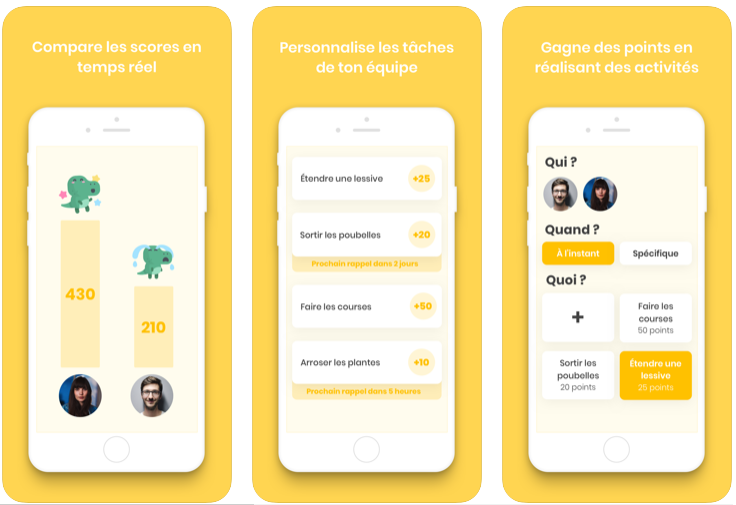 Compare les scores en
temps réel
430
210
Personnalise les tâches
de ton équipe
Étendre une lessive
+25
Sortir les poubelles
+20
Prochain rappel dans 2 jours
Faire les courses
+50
Arroser les plantes
+10
Prochain rappel dans 5 heures
Gagne des points en
réalisant des activités
Qui ?
Quand ?
À l'instant
Spécifique
Quoi ?
+
Faire les
courses
50 points
Sortir les
poubelles
20 points
Étendre une
lessive
25 points